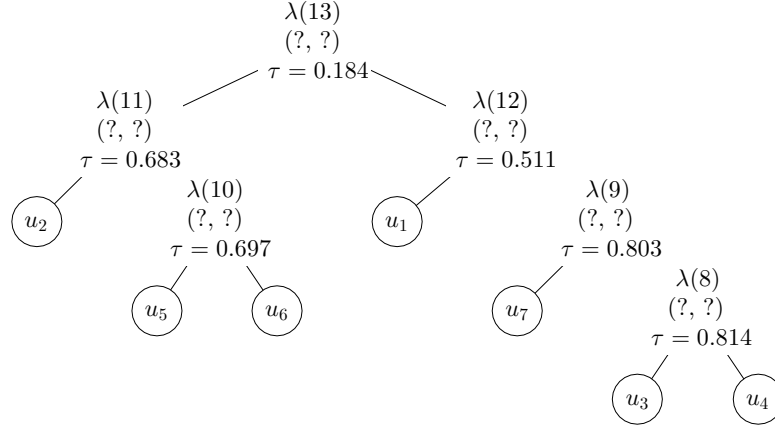 λ(13)
(?, ?)
τ = 0.184
λ(11)
(?, ?)
τ = 0.683
λ(12)
(?, ?)
τ = 0.511
u₂
λ(10)
(?, ?)
τ = 0.697
u₁
λ(9)
(?, ?)
τ = 0.803
u₅
u₆
u₇
λ(8)
(?, ?)
τ = 0.814
u₃
u₄